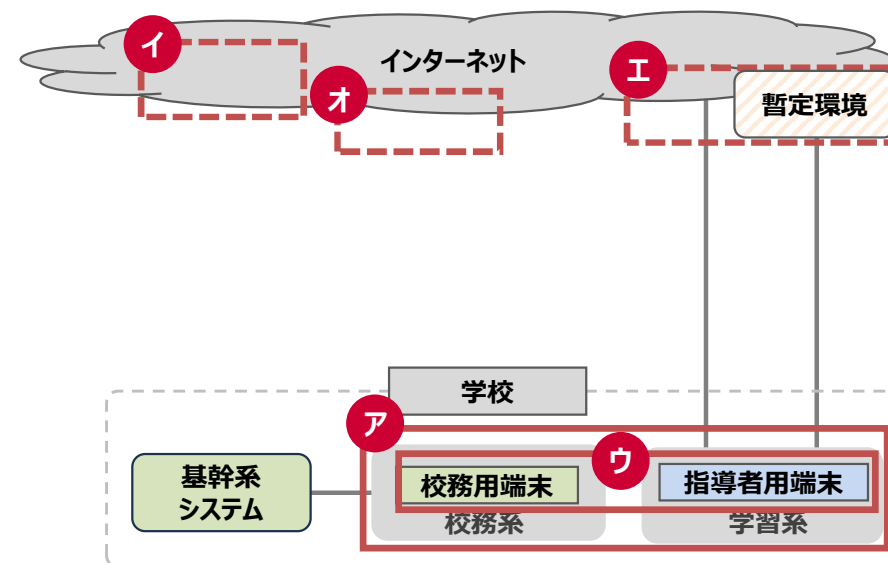 イ
インターネット
エ
オ
暫定環境
学校
ア
ウ
基幹系
システム
校務用端末
指導者用端末
校務系
学習系